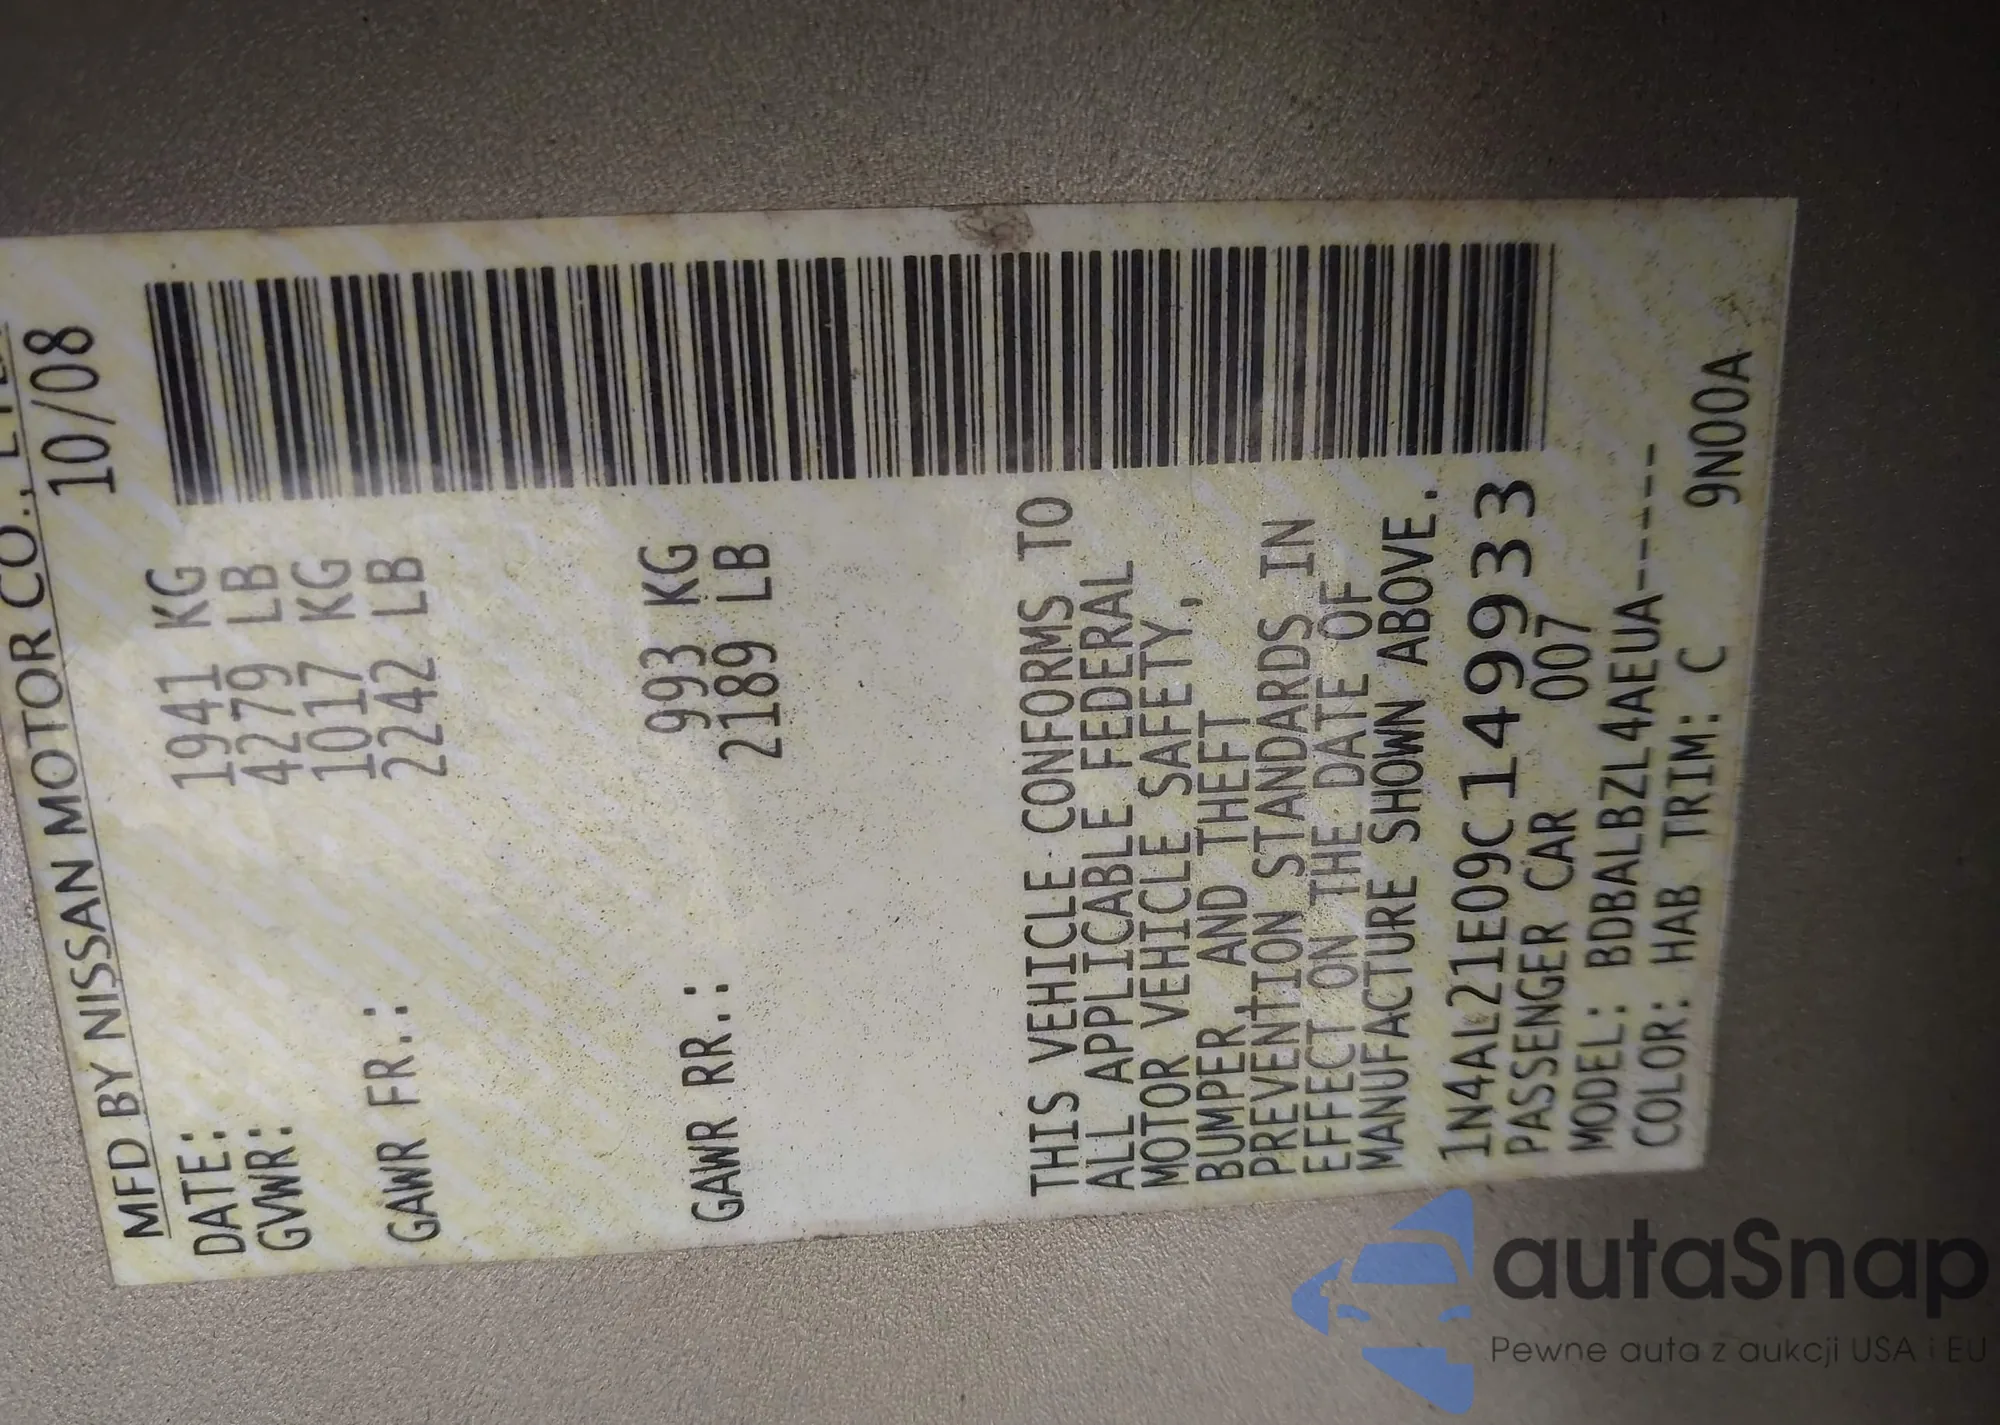 MFD BY NISSAN MOTOR CO., LTD.
DATE: 10/08
GVWR: 1941 KG
4279 LB
GAWR FR.: 1017 KG
2242 LB
GAWR RR.: 993 KG
2189 LB
THIS VEHICLE CONFORMS TO
ALL APPLICABLE FEDERAL
MOTOR VEHICLE SAFETY,
BUMPER, AND THEFT
PREVENTION STANDARDS IN
EFFECT ON THE DATE OF
MANUFACTURE SHOWN ABOVE.
1N4AL21E09C149933
PASSENGER CAR 007
MODEL: BDBALBZL4AEUA-----
COLOR: HAB TRIM: C 9N00A
autaSnap
Pewne auta z aukcji USA i EU